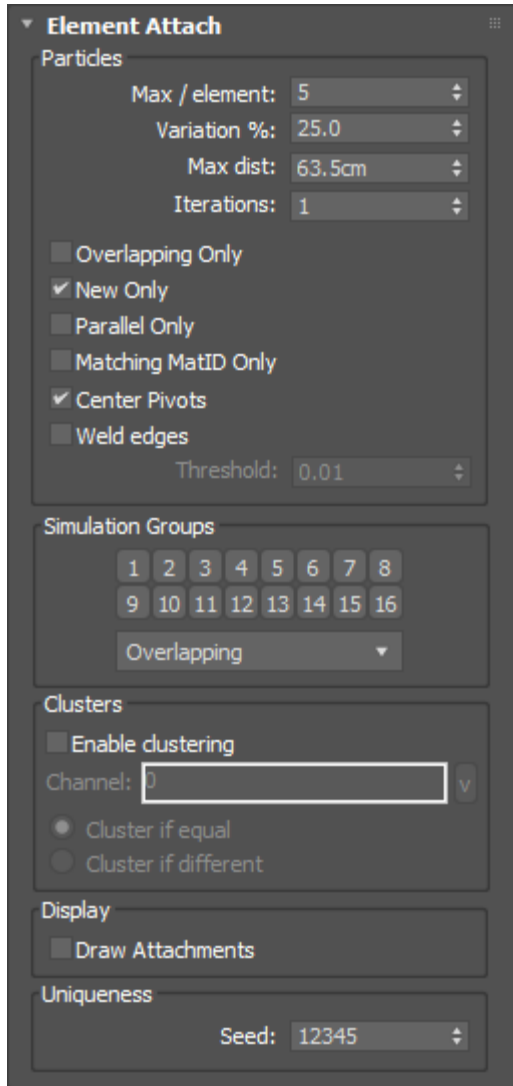 Element Attach
Particles
Max / element: 5
Variation %: 25.0
Max dist: 63.5cm
Iterations: 1
Overlapping Only
New Only
Parallel Only
Matching MatID Only
Center Pivots
Weld edges
Threshold: 0.01
Simulation Groups
1 2 3 4 5 6 7 8
9 10 11 12 13 14 15 16
Overlapping
Clusters
Enable clustering
Channel: 0 v
Cluster if equal
Cluster if different
Display
Draw Attachments
Uniqueness
Seed: 12345